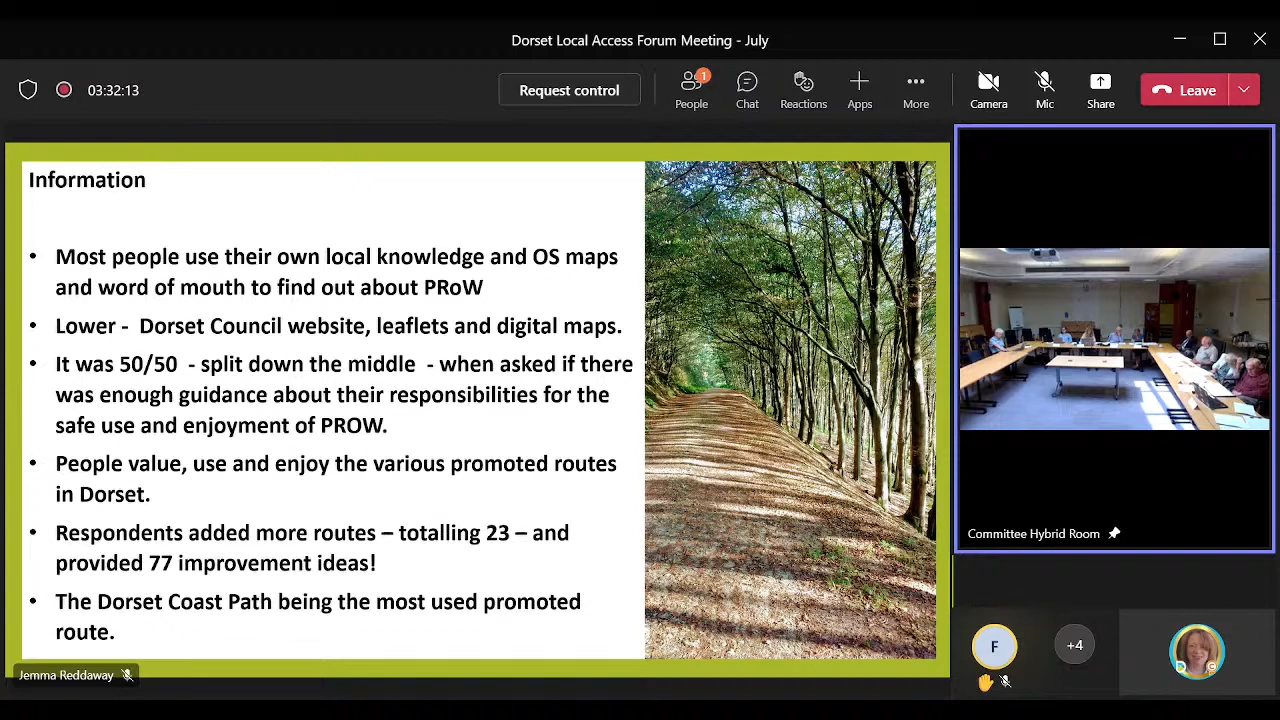 Dorset Local Access Forum Meeting - July
03:32:13
Request control
1
People
Chat
Reactions
Apps
More
Camera
Mic
Share
Leave
Information
• Most people use their own local knowledge and OS maps
and word of mouth to find out about PRoW
• Lower - Dorset Council website, leaflets and digital maps.
• It was 50/50 - split down the middle - when asked if there
was enough guidance about their responsibilities for the
safe use and enjoyment of PROW.
• People value, use and enjoy the various promoted routes
in Dorset.
• Respondents added more routes – totalling 23 – and
provided 77 improvement ideas!
• The Dorset Coast Path being the most used promoted
route.
Jemma Reddaway
Committee Hybrid Room
F
+4